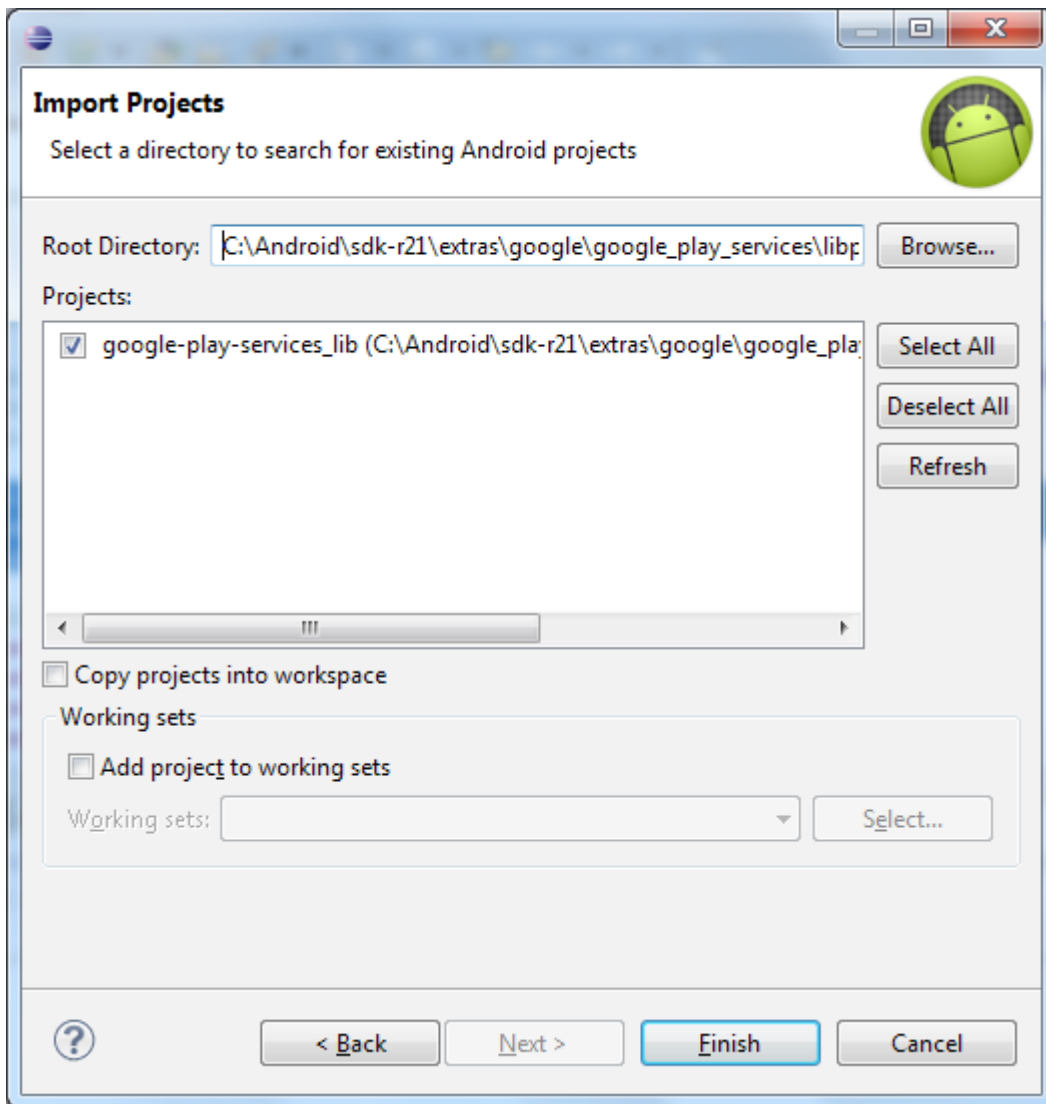 Import Projects
Select a directory to search for existing Android projects
Root Directory: C:\Android\sdk-r21\extras\google\google_play_services\libp Browse...
Projects:
google-play-services_lib (C:\Android\sdk-r21\extras\google\google_pla Select All
Deselect All
Refresh
Copy projects into workspace
Working sets
Add project to working sets
Working sets: Select...
? < Back Next > Finish Cancel